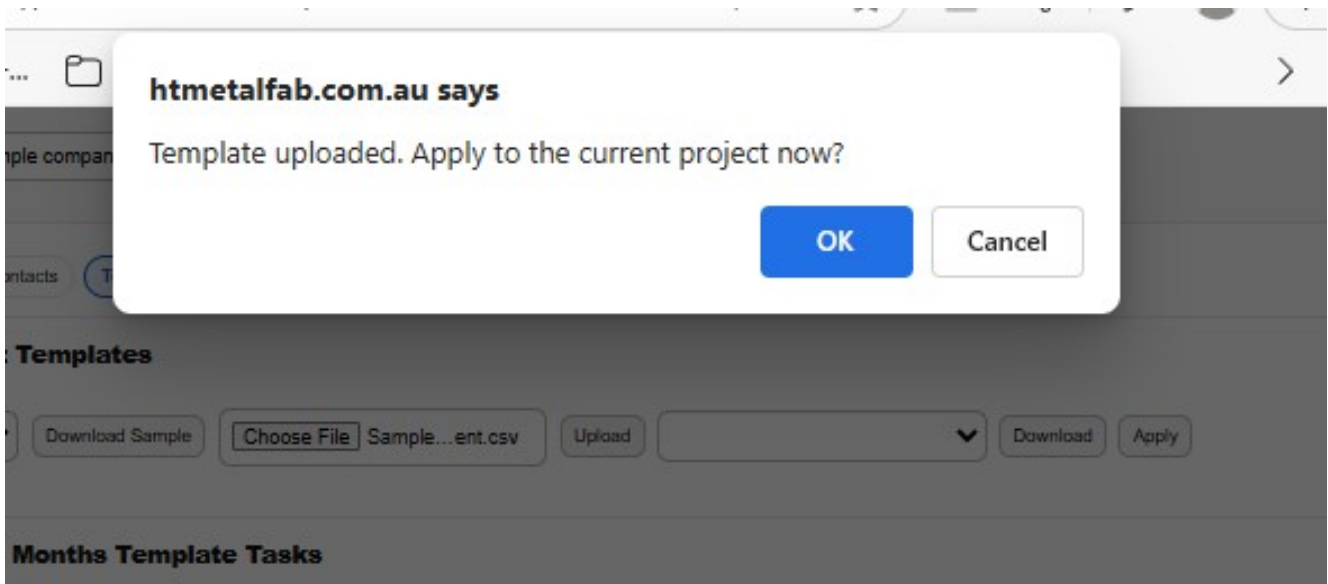 ...
htmetalfab.com.au says
Template uploaded. Apply to the current project now?
OK Cancel
Templates
Download Sample Choose File Sample...ent.csv Upload Download Apply
Months Template Tasks